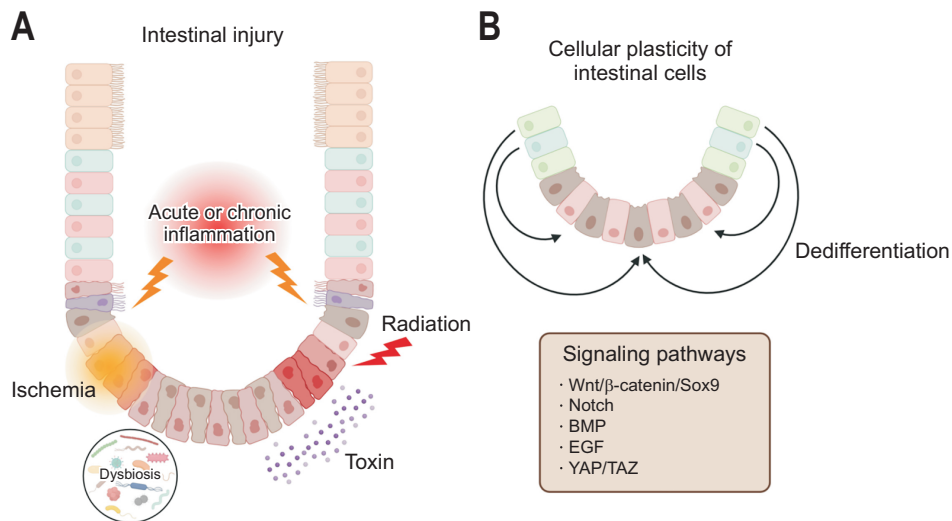 A
Intestinal injury
Acute or chronic
inflammation
Radiation
Ischemia
Toxin
Dysbiosis
B
Cellular plasticity of
intestinal cells
Dedifferentiation
Signaling pathways
· Wnt/β-catenin/Sox9
· Notch
· BMP
· EGF
· YAP/TAZ